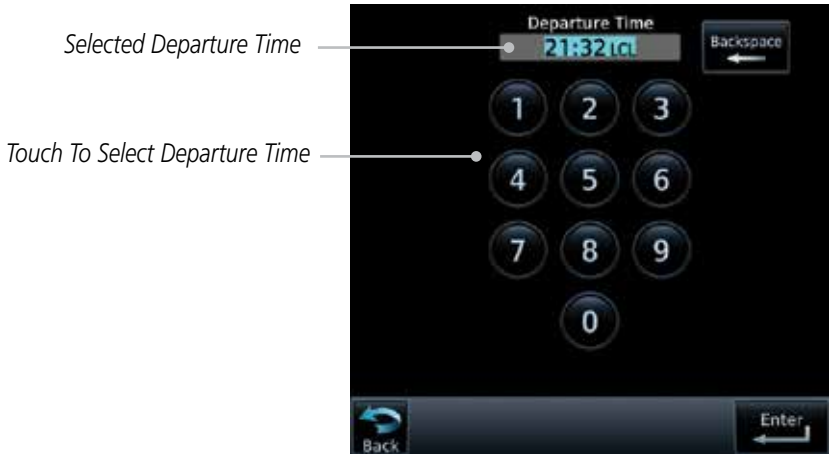 Departure Time
Selected Departure Time
21:32 LCL
Backspace
1 2 3
Touch To Select Departure Time
4 5 6
7 8 9
0
Back
Enter